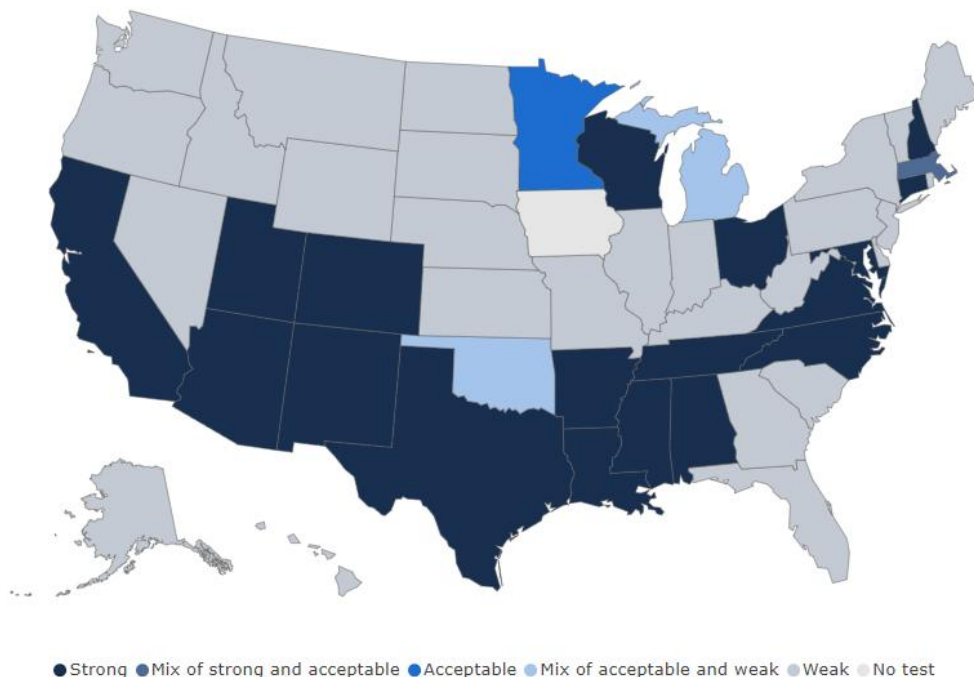 Strong Mix of strong and acceptable Acceptable Mix of acceptable and weak Weak No test